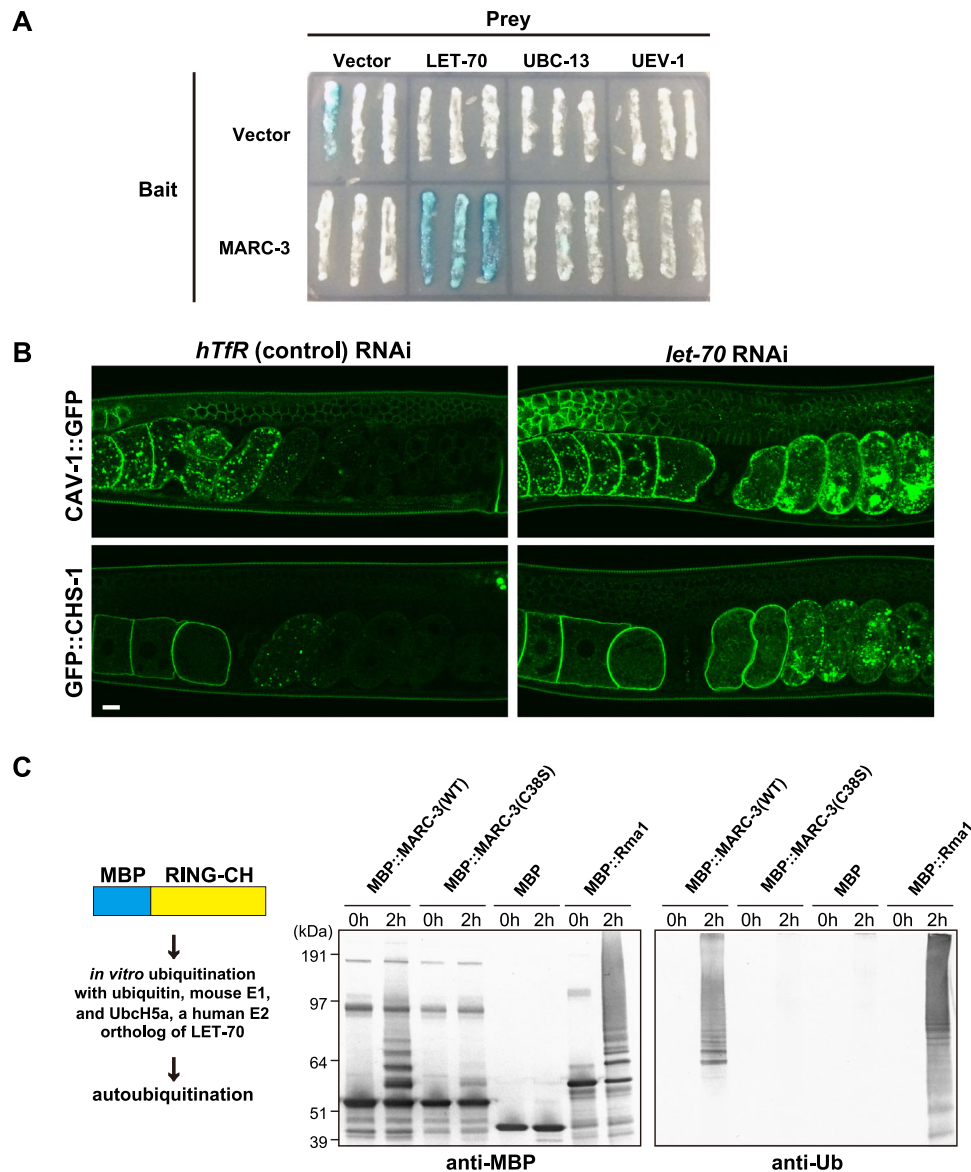 A
Prey
Vector LET-70 UBC-13 UEV-1
Vector
Bait
MARC-3
B
hTfR (control) RNAi
let-70 RNAi
CAV-1::GFP
GFP::CHS-1
C
MBP RING-CH
in vitro ubiquitination
with ubiquitin, mouse E1,
and UbcH5a, a human E2
ortholog of LET-70
autoubiquitination
MBP::MARC-3(WT)
MBP::MARC-3(C38S)
MBP
MBP::Rma1
0h 2h 0h 2h 0h 2h 0h 2h
(kDa)
191
97
64
51
39
anti-MBP
MBP::MARC-3(WT)
MBP::MARC-3(C38S)
MBP
MBP::Rma1
0h 2h 0h 2h 0h 2h 0h 2h
anti-Ub